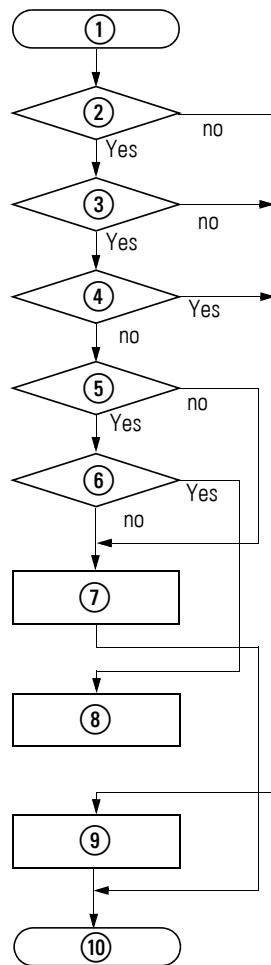 ①
②
no
Yes
③
no
Yes
④
Yes
no
⑤
no
Yes
⑥
Yes
no
⑦
⑧
⑨
⑩